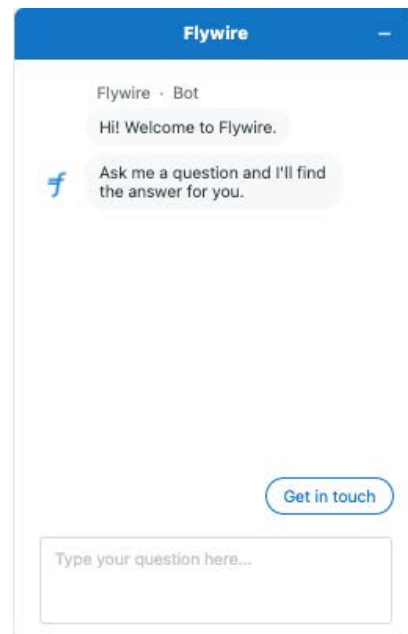 Flywire
Flywire · Bot
Hi! Welcome to Flywire.
Ask me a question and I'll find
the answer for you.
Get in touch
Type your question here...